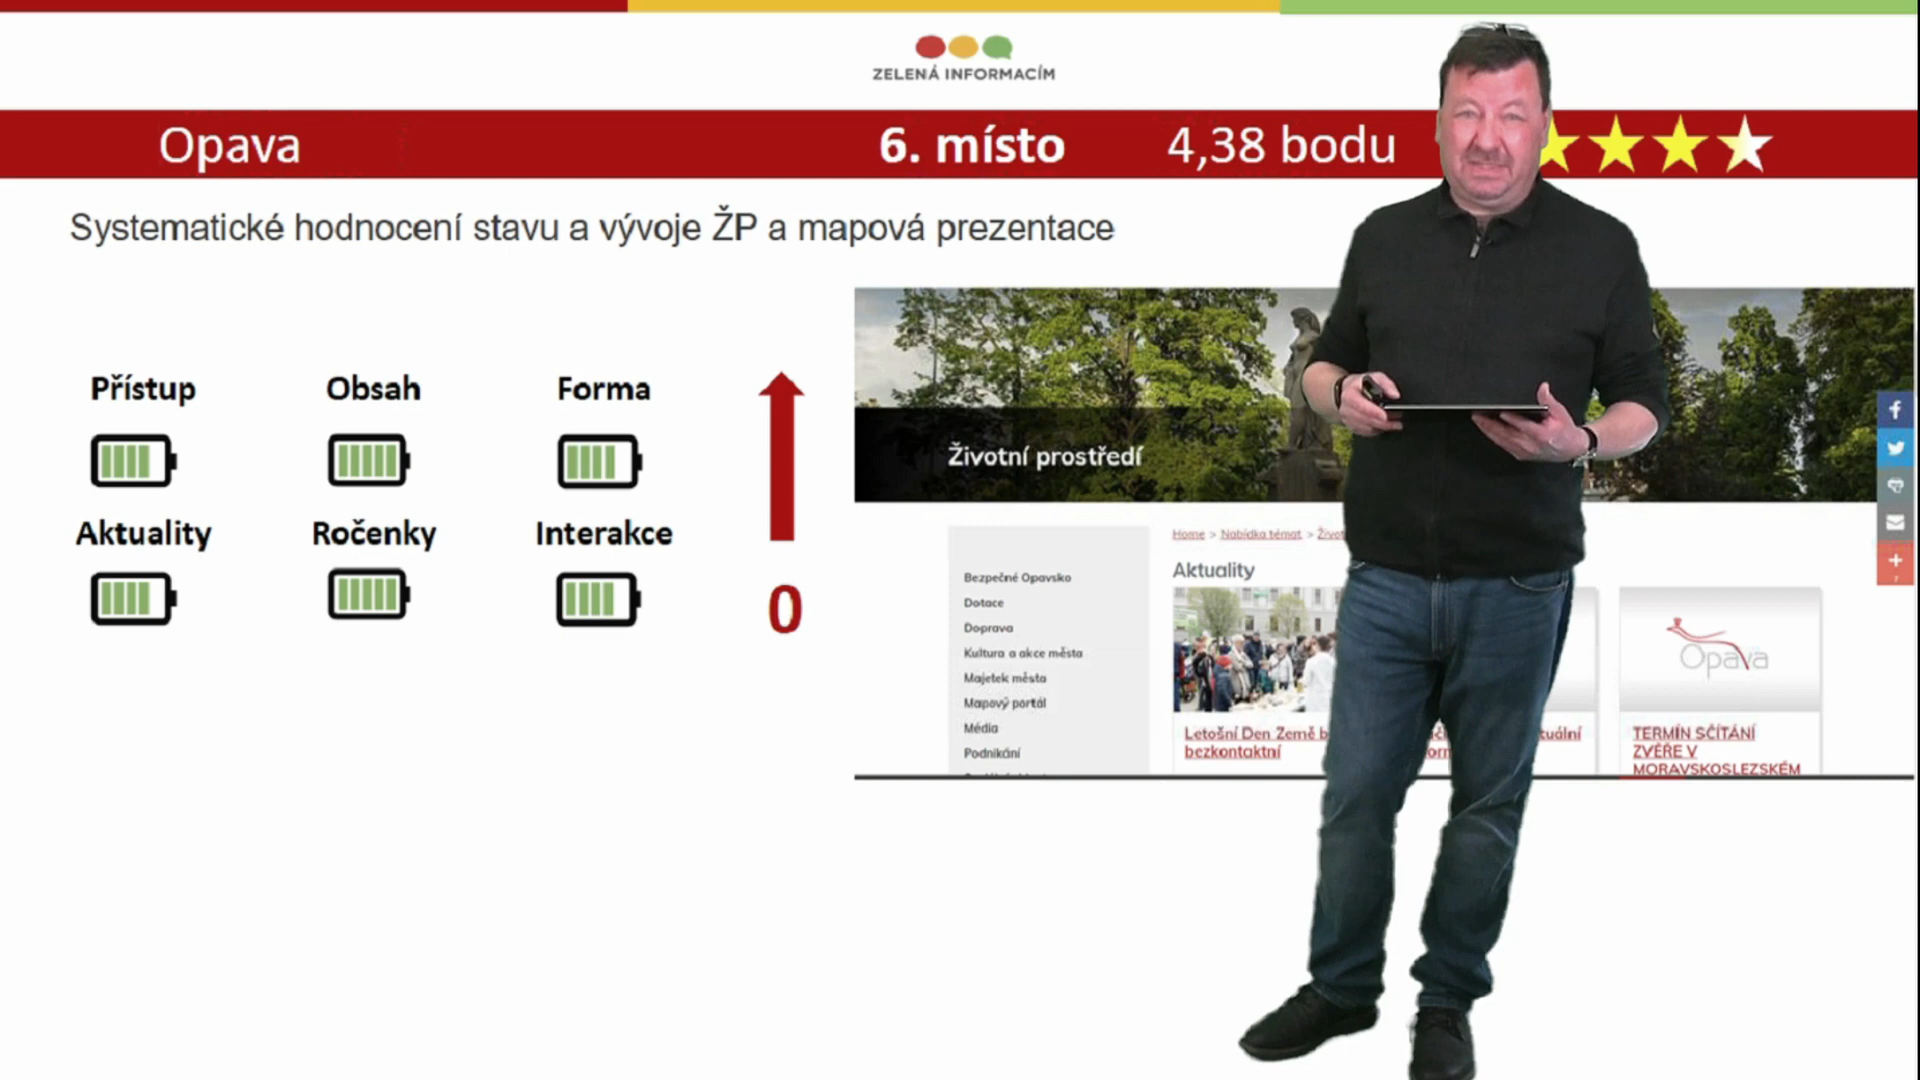 ZELENÁ INFORMACÍM
Opava
6. místo
4,38 bodu
Systematické hodnocení stavu a vývoje ŽP a mapová prezentace
Přístup
Obsah
Forma
Aktuality
Ročenky
Interakce
0
Životní prostředí
Home > Nabídka témat >
Aktuality
Bezpečné Opavsko
Dotace
Doprava
Kultura a akce města
Majetek města
Mapový portál
Média
Podnikání
Letošní Den Země
bezkontaktní
Opava
TERMÍN SČÍTÁNÍ
ZVĚŘE V
MORAVSKOSLEZSKÉM